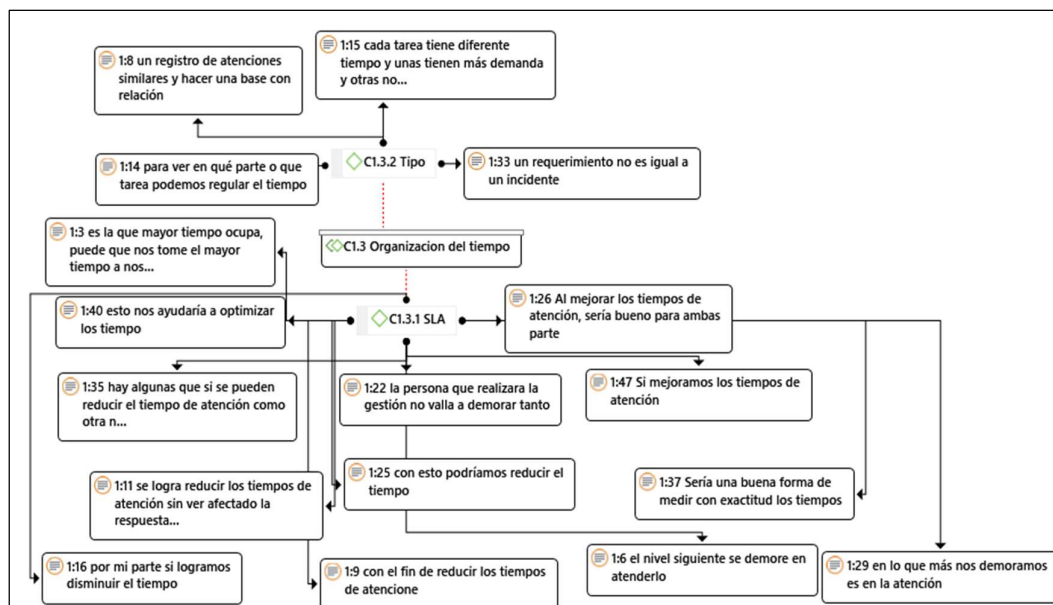 1:8 un registro de atenciones
similares y hacer una base con
relación
1:15 cada tarea tiene diferente
tiempo y unas tienen más demanda
y otras no...
1:14 para ver en qué parte o que
tarea podemos regular el tiempo
C1.3.2 Tipo
1:33 un requerimiento no es igual a
un incidente
1:3 es la que mayor tiempo ocupa,
puede que nos tome el mayor
tiempo a nos...
C1.3 Organizacion del tiempo
1:40 esto nos ayudaría a optimizar
los tiempo
C1.3.1 SLA
1:26 Al mejorar los tiempos de
atención, sería bueno para ambas
parte
1:35 hay algunas que si se pueden
reducir el tiempo de atención como
otra n...
1:22 la persona que realizara la
gestión no valla a demorar tanto
1:47 Si mejoramos los tiempos de
atención
1:11 se logra reducir los tiempos de
atención sin ver afectado la
respuesta...
1:25 con esto podríamos reducir el
tiempo
1:37 Sería una buena forma de
medir con exactitud los tiempos
1:16 por mi parte si logramos
disminuir el tiempo
1:9 con el fin de reducir los tiempos
de atencione
1:6 el nivel siguiente se demore en
atenderlo
1:29 en lo que más nos demoramos
es en la atención